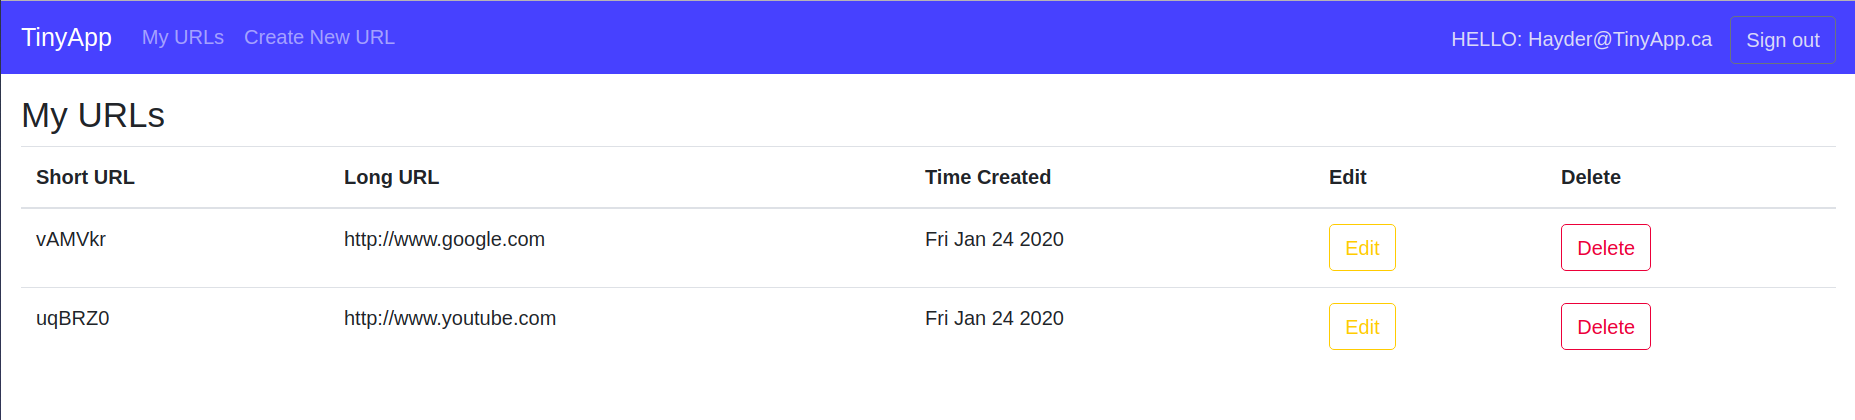 TinyApp My URLs Create New URL HELLO: Hayder@TinyApp.ca Sign out
My URLs
Short URL Long URL Time Created Edit Delete
vAMVkr http://www.google.com Fri Jan 24 2020 Edit Delete
uqBRZ0 http://www.youtube.com Fri Jan 24 2020 Edit Delete